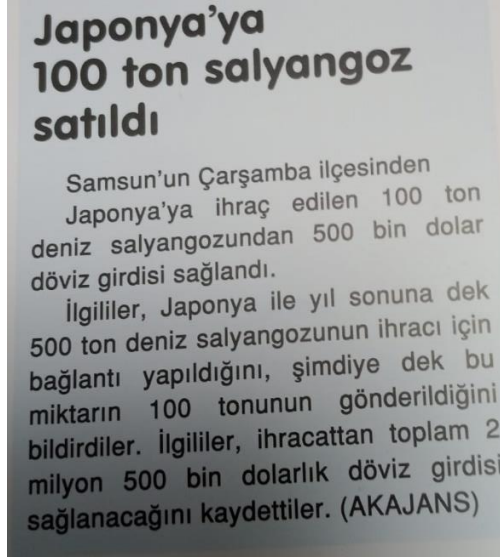 Japonya'ya
100 ton salyangoz
satıldı
Samsun'un Çarşamba ilçesinden
Japonya'ya ihraç edilen 100 ton
deniz salyangozundan 500 bin dolar
döviz girdisi sağlandı.
İlgililer, Japonya ile yıl sonuna dek
500 ton deniz salyangozunun ihracı için
bağlantı yapıldığını, şimdiye dek bu
miktarın 100 tonunun gönderildiğini
bildirdiler. İlgililer, ihracattan toplam 2
milyon 500 bin dolarlık döviz girdisi
sağlanacağını kaydettiler. (AKAJANS)